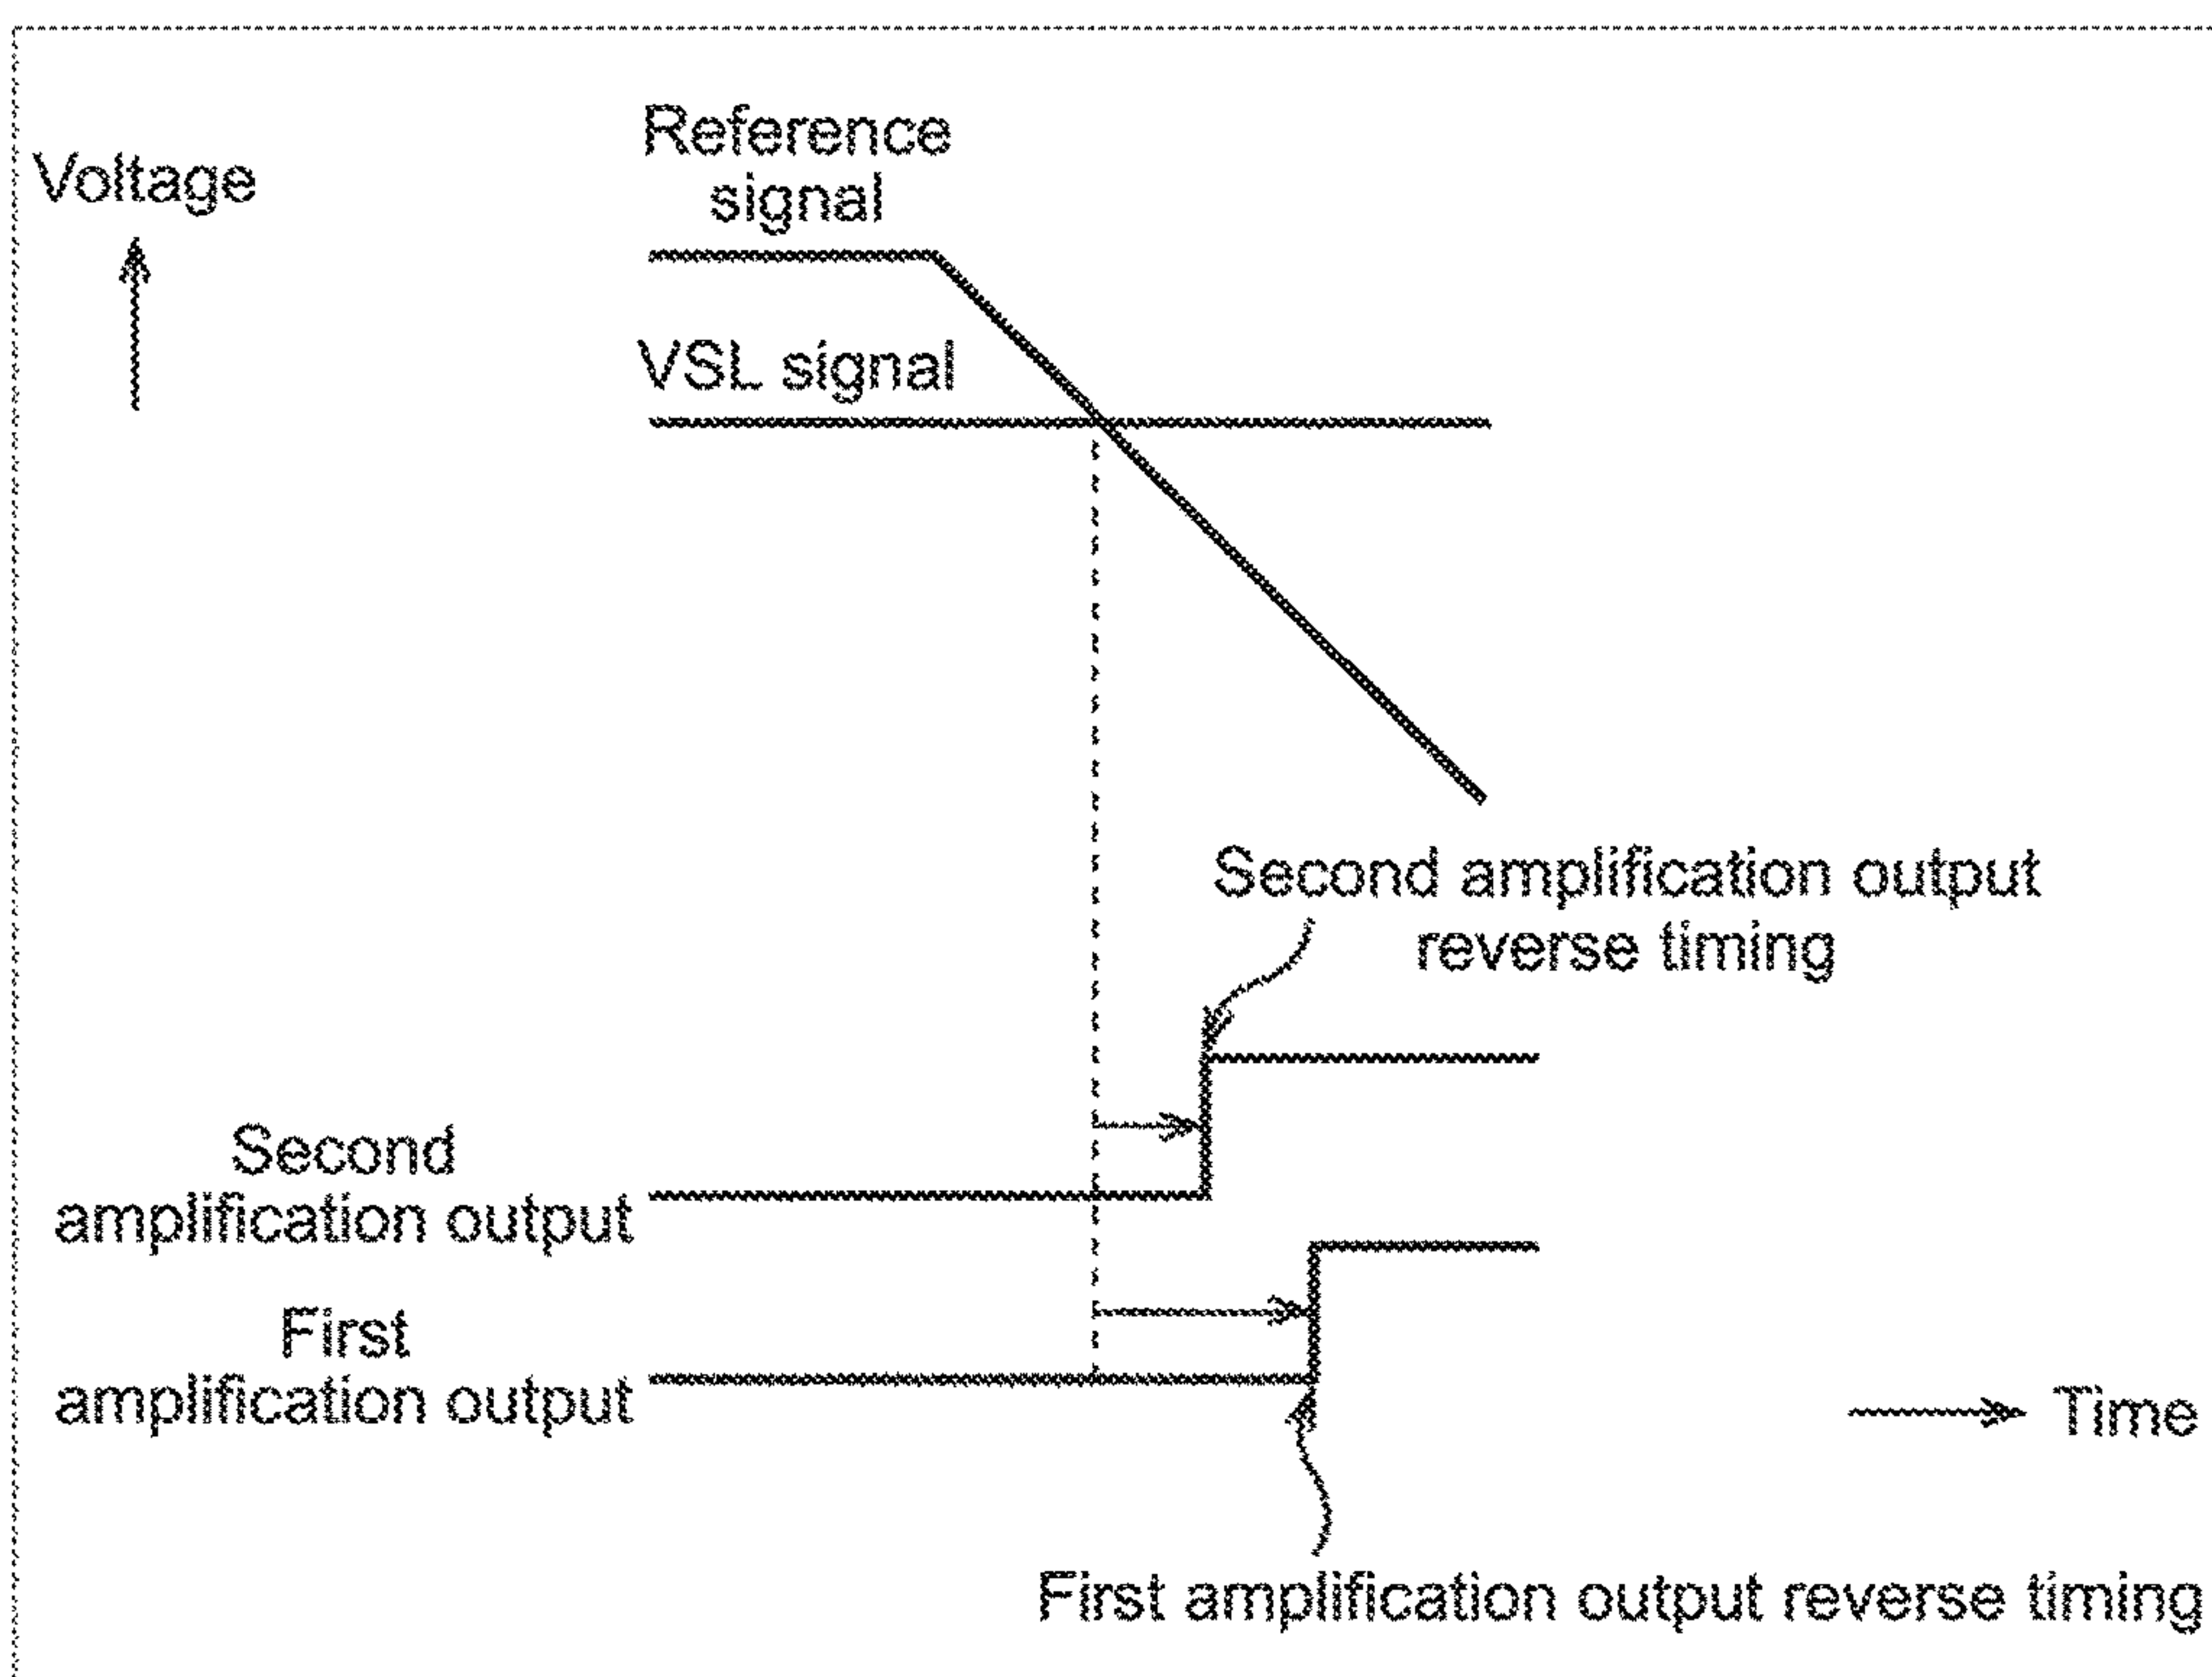 Reference
signal
Voltage
VSL signal
Second amplification output
reverse timing
Second
amplification output
First
amplification output
Time
First amplification output reverse timing